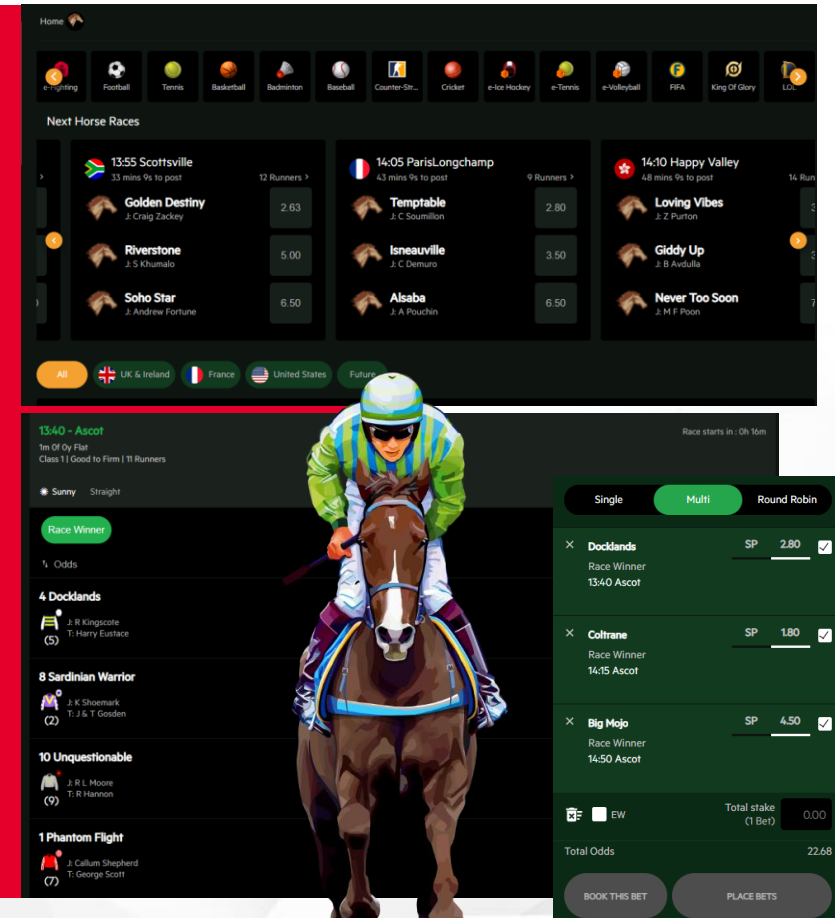 Home
e-Fighting
Football
Tennis
Basketball
Badminton
Baseball
Counter-Str...
Cricket
e-Ice Hockey
e-Tennis
e-Volleyball
FIFA
King Of Glory
LOL
Next Horse Races
13:55 Scottsville
33 mins 9s to post
12 Runners >
Golden Destiny
J: Craig Zackey
2.63
Riverstone
J: S Khumalo
5.00
Soho Star
J: Andrew Fortune
6.50
14:05 ParisLongchamp
43 mins 9s to post
9 Runners >
Temptable
J: C Soumillon
2.80
Isneauville
J: C Demuro
3.50
Alsaba
J: A Pouchin
6.50
14:10 Happy Valley
48 mins 9s to post
14 Run
Loving Vibes
J: Z Purton
Giddy Up
J: B Avdulla
Never Too Soon
J: M F Poon
All
UK & Ireland
France
United States
Future
13:40 - Ascot
Race starts in : 0h 16m
1m 0f 0y Flat
Class 1 | Good to Firm | 11 Runners
Sunny Straight
Race Winner
Odds
4 Docklands
J: R Kingscote
T: Harry Eustace
(5)
8 Sardinian Warrior
J: K Shoemark
T: J & T Gosden
(2)
10 Unquestionable
J: R L Moore
T: R Hannon
(9)
1 Phantom Flight
J: Callum Shepherd
T: George Scott
(7)
Single
Multi
Round Robin
Docklands
SP 2.80
Race Winner
13:40 Ascot
Coltrane
SP 1.80
Race Winner
14:15 Ascot
Big Mojo
SP 4.50
Race Winner
14:50 Ascot
EW
Total stake
(1 Bet)
0.00
Total Odds
22.68
BOOK THIS BET
PLACE BETS